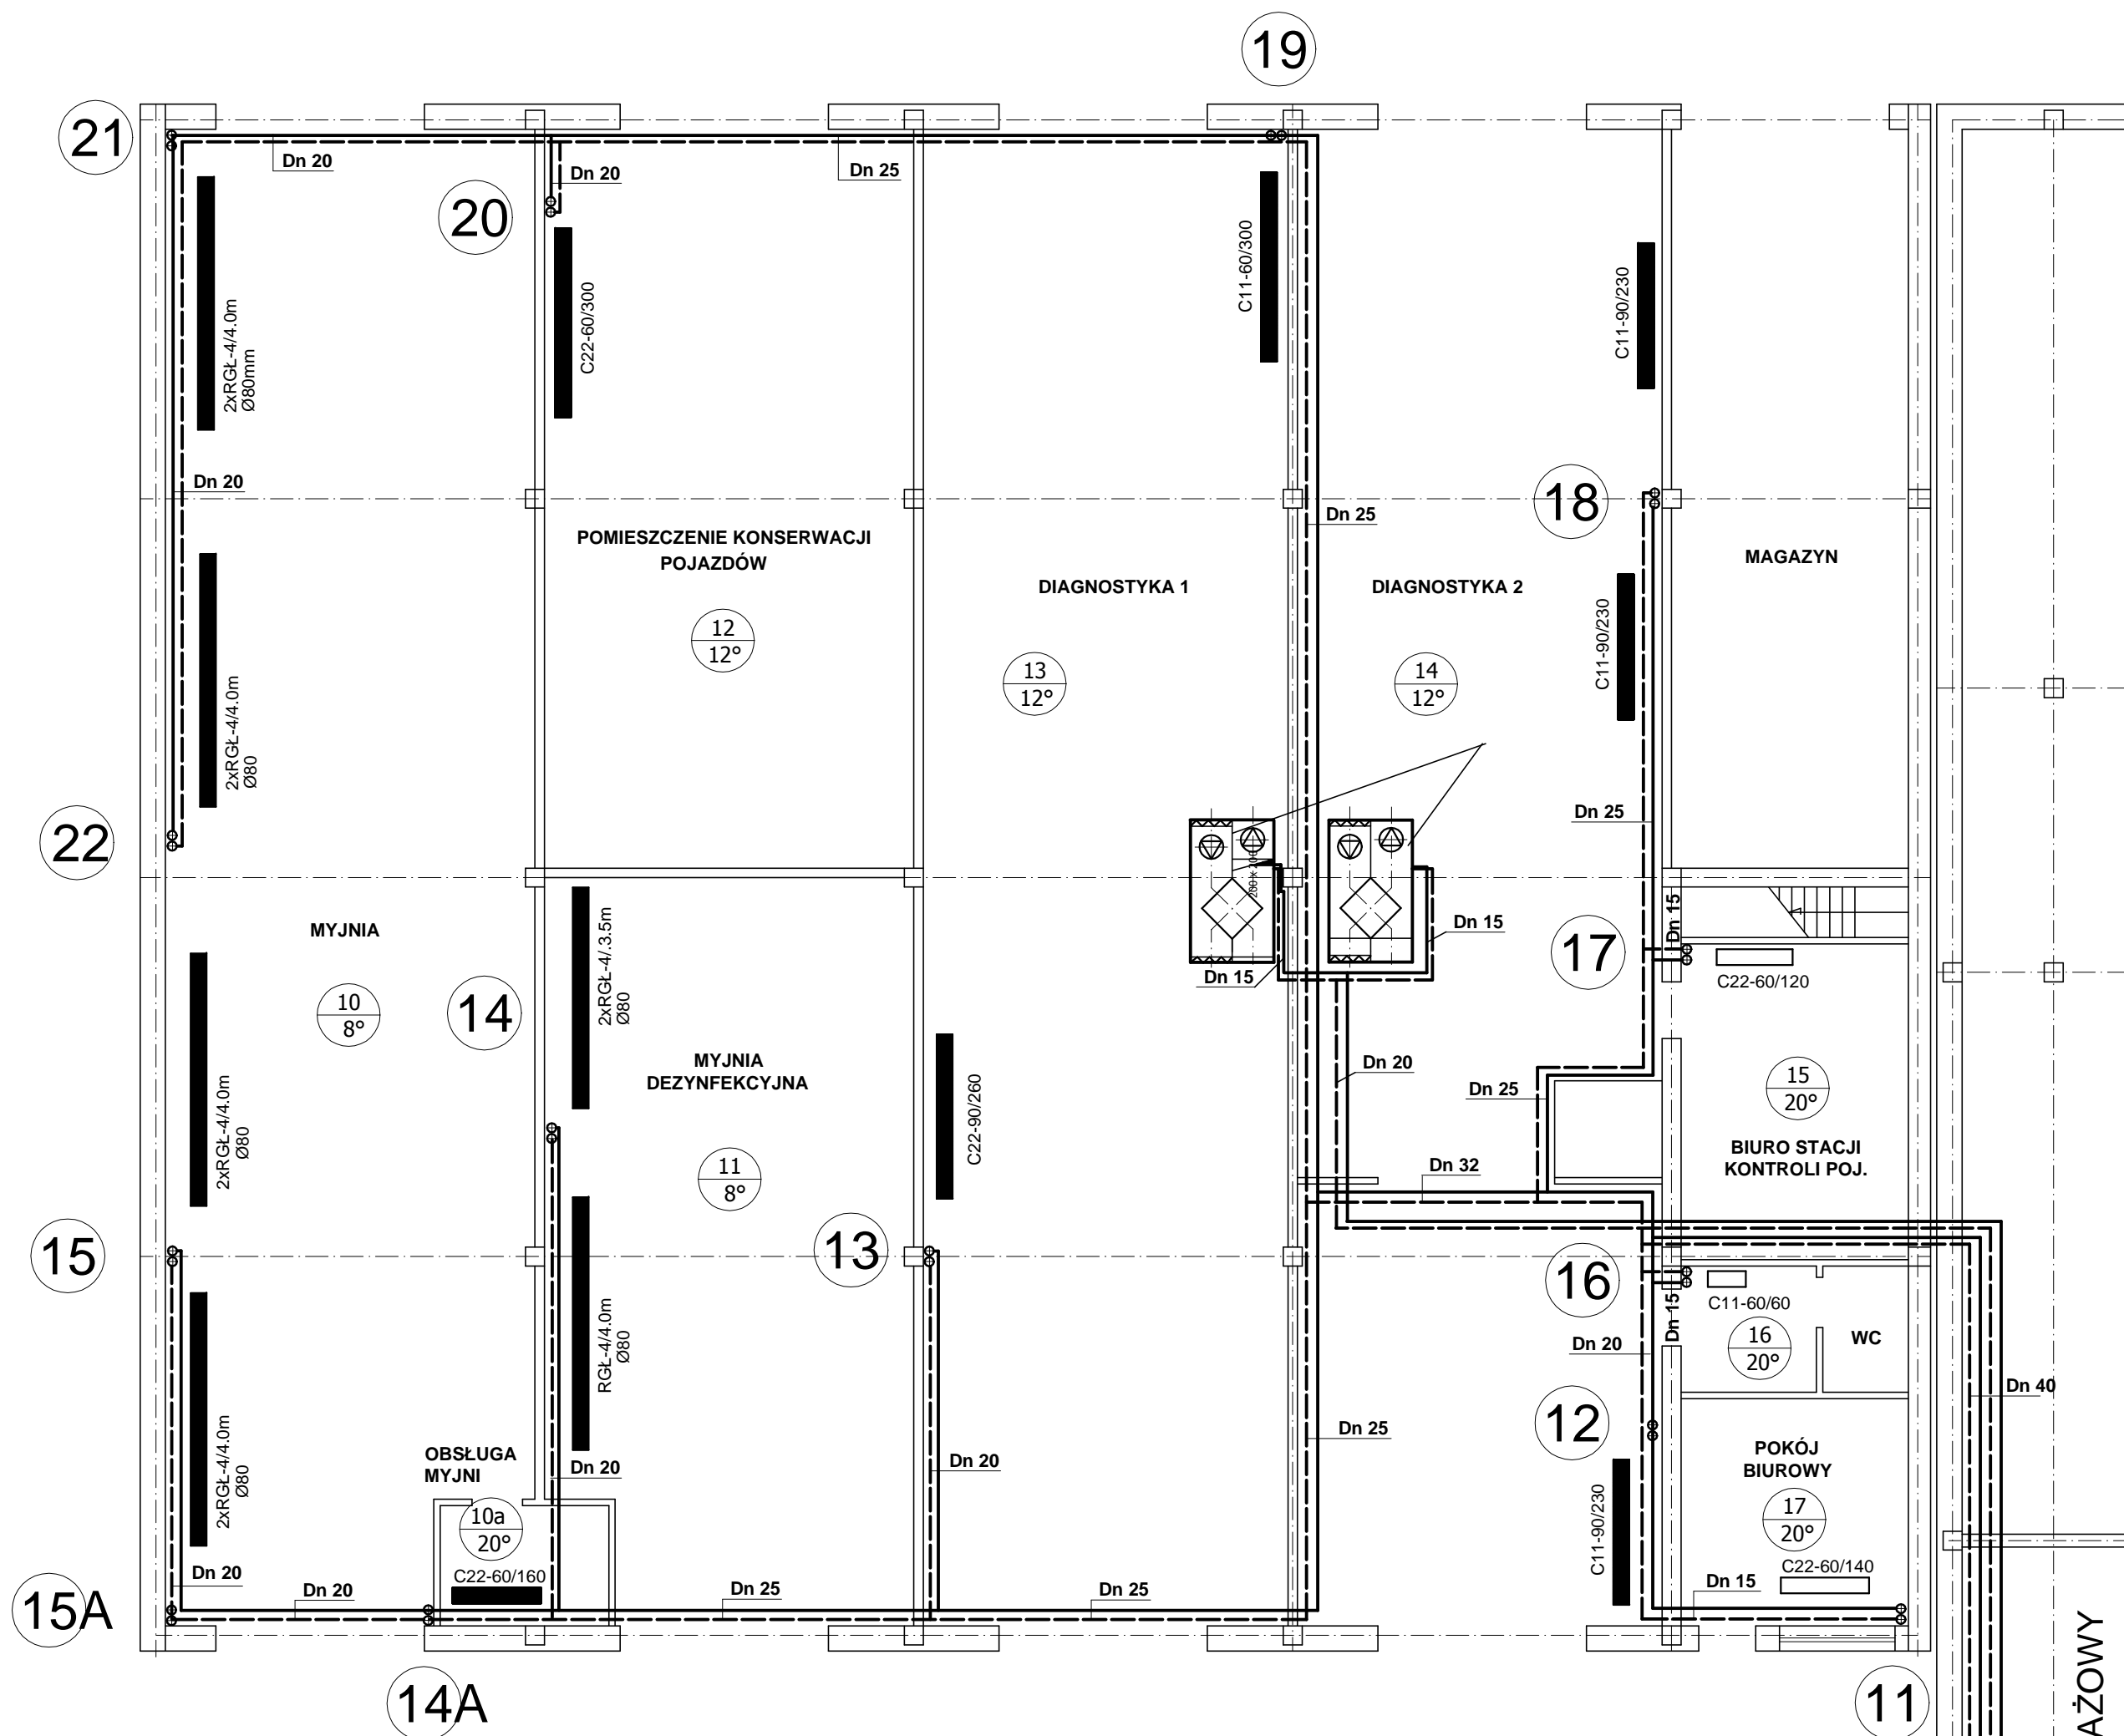 19
21
Dn 20
20
Dn 20
Dn 25
2xRGŁ-4/4.0m
Ø80mm
C22-60/300
C11-60/300
C11-90/230
Dn 20
Dn 25
18
POMIESZCZENIE KONSERWACJI
POJAZDÓW
12
12°
DIAGNOSTYKA 1
13
12°
DIAGNOSTYKA 2
14
12°
MAGAZYN
C11-90/230
2xRGŁ-4/4.0m
Ø80
22
Dn 25
MYJNIA
10
8°
14
2xRGŁ-4/.3.5m
Ø80
Dn 15
Dn 15
17
Dn 15
C22-60/120
MYJNIA
DEZYNFEKCYJNA
11
8°
C22-90/260
Dn 20
Dn 25
15
20°
BIURO STACJI
KONTROLI POJ.
2xRGŁ-4/4.0m
Ø80
Dn 32
15
13
16
C11-60/60
Dn 15
16
20°
WC
Dn 20
RGŁ-4/4.0m
Ø80
Dn 40
12
Dn 25
POKÓJ
BIUROWY
17
20°
OBSŁUGA
MYJNI
10a
20°
C22-60/160
Dn 20
Dn 20
2xRGŁ-4/4.0m
Ø80
C11-90/230
C22-60/140
Dn 15
Dn 20
Dn 20
Dn 25
Dn 25
15A
14A
11
AŻOWY